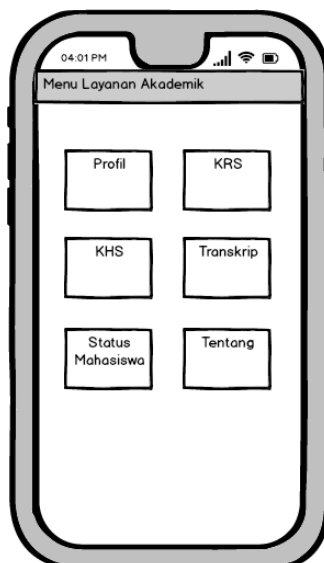 04:01 PM
Menu Layanan Akademik
Profil
KRS
KHS
Transkrip
Status
Mahasiswa
Tentang